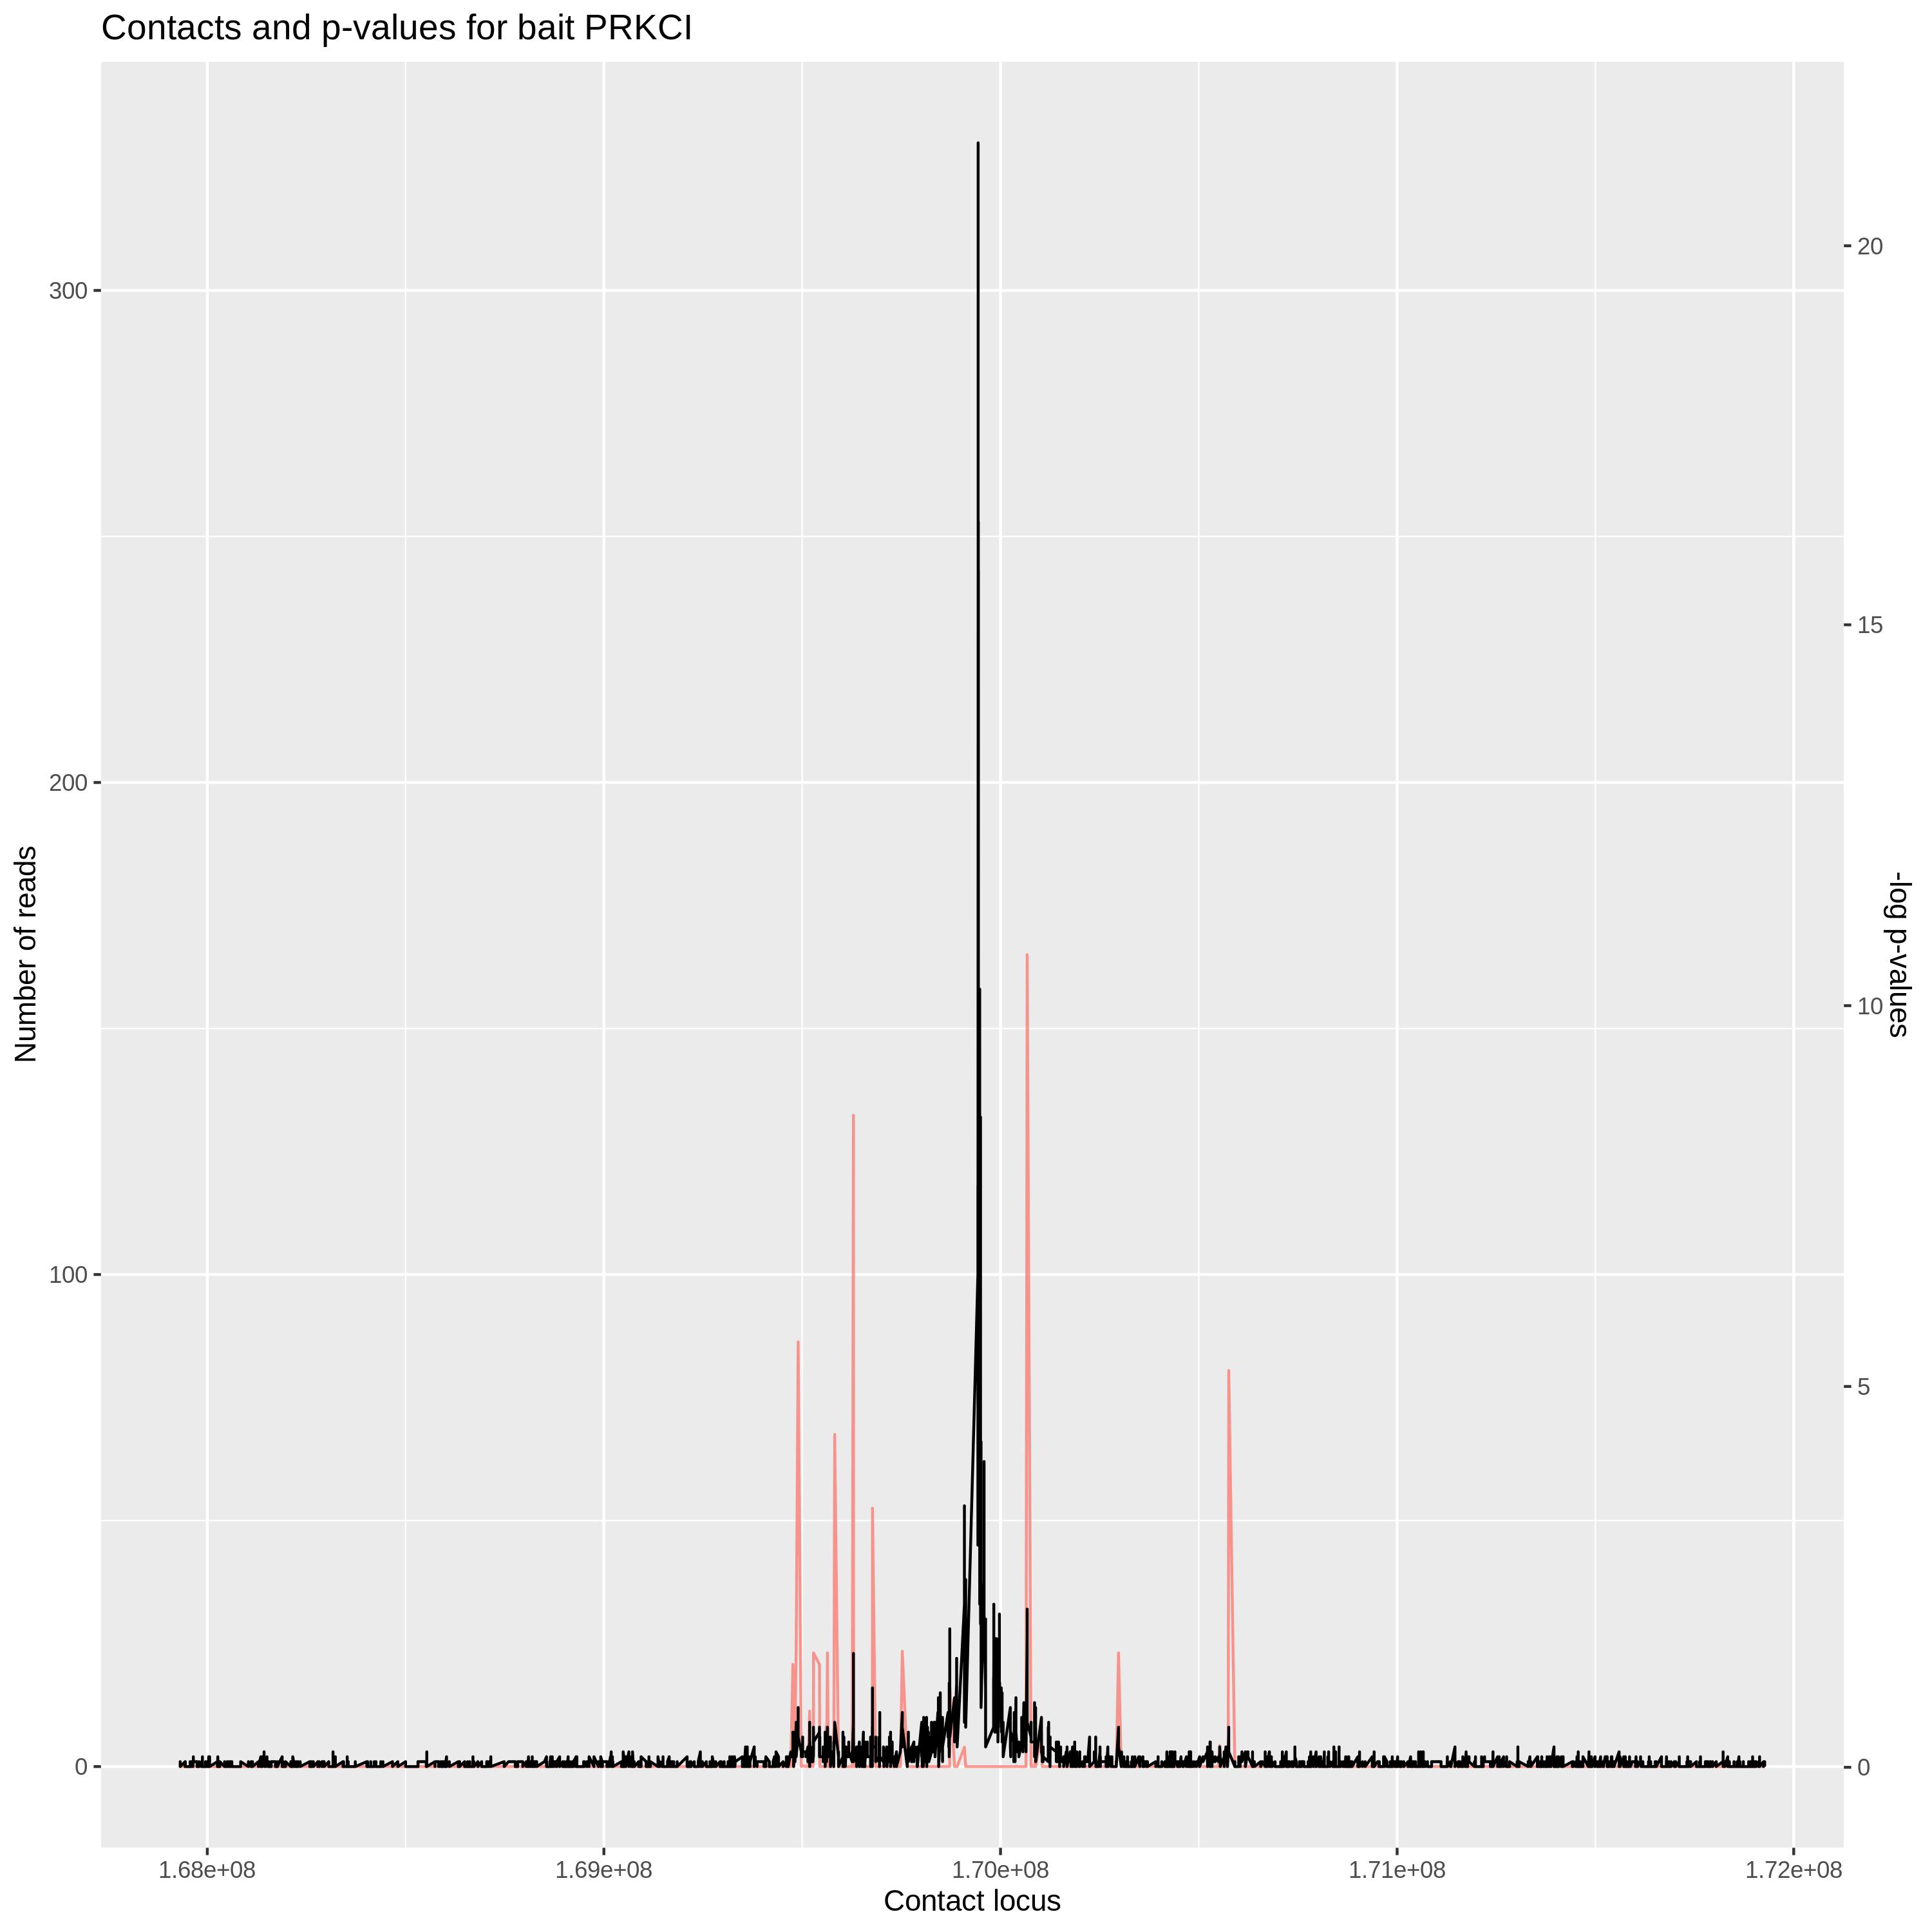 Contacts and p-values for bait PRKCI
Number of reads
300
200
100
0
20
15
10
5
0
-log p-values
1.68e+08
1.69e+08
1.70e+08
1.71e+08
1.72e+08
Contact locus